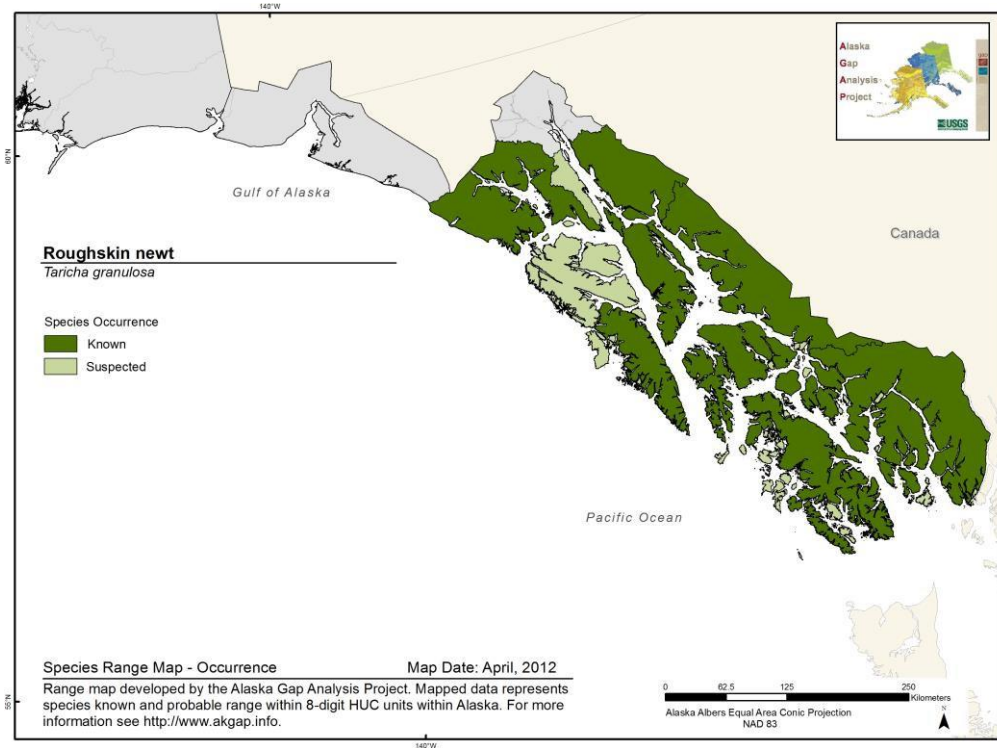 140°W
Alaska
Gap
Analysis
Project
USGS
60°N
Gulf of Alaska
Canada
Roughskin newt
Taricha granulosa
Species Occurrence
Known
Suspected
Pacific Ocean
Species Range Map - Occurrence Map Date: April, 2012
Range map developed by the Alaska Gap Analysis Project. Mapped data represents
species known and probable range within 8-digit HUC units within Alaska. For more
information see http://www.akgap.info.
0 62.5 125 250
Kilometers
Alaska Albers Equal Area Conic Projection
NAD 83
N
55°N
140°W